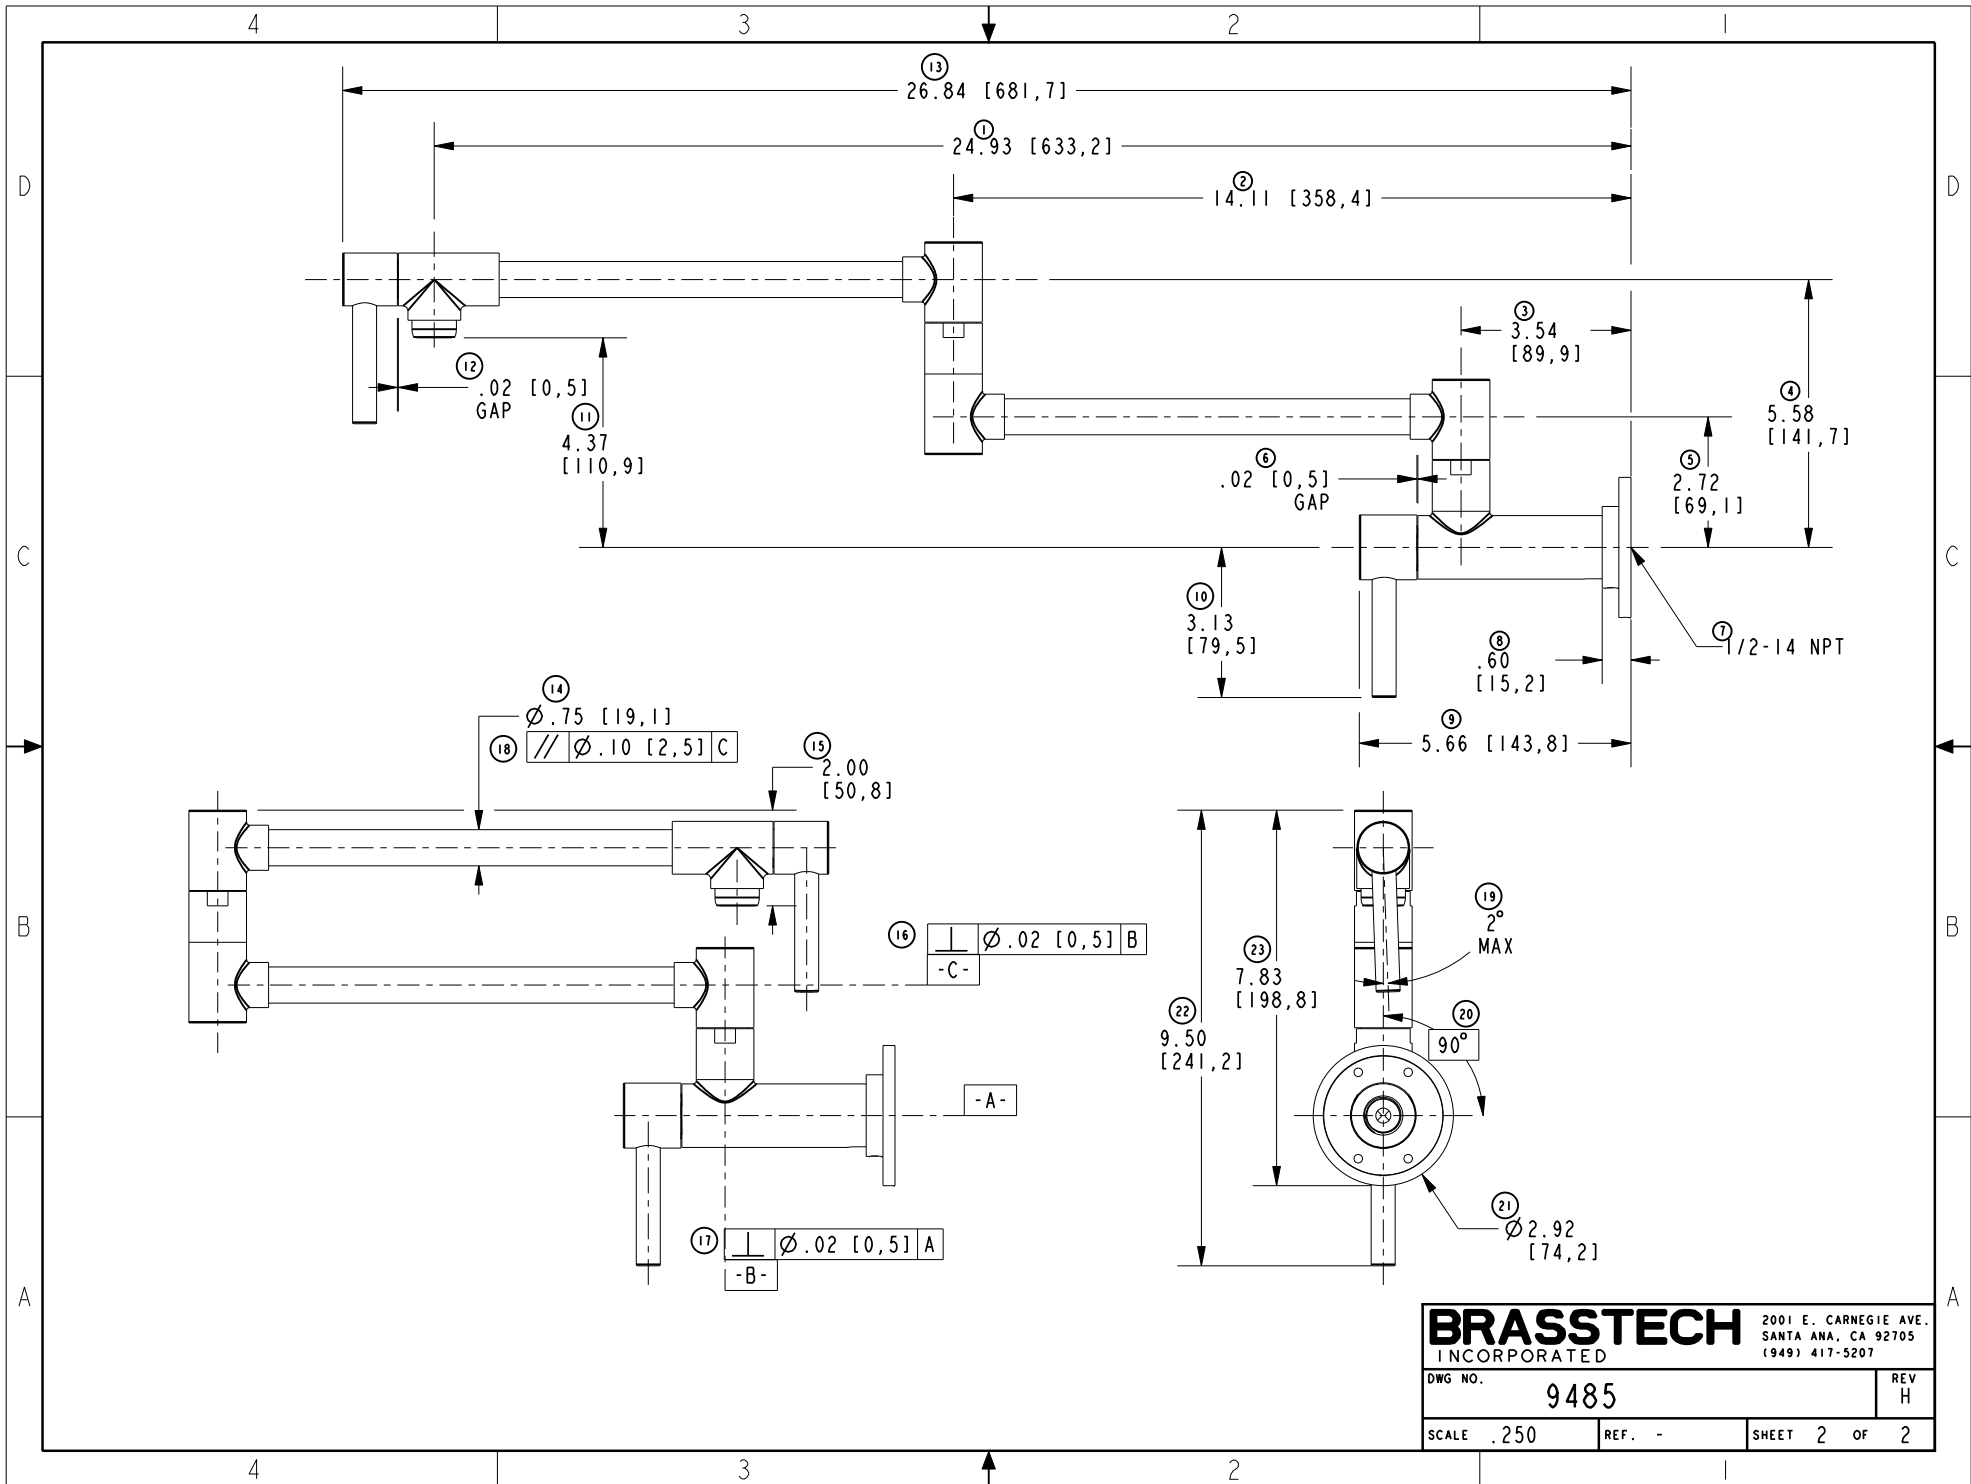 4 3 2 1
D D
C C
B B
A A
13
26.84 [681,7]
1
24.93 [633,2]
2
14.11 [358,4]
3
3.54
[89,9]
12
.02 [0,5]
GAP
11
4.37
[110,9]
4
5.58
[141,7]
6
.02 [0,5]
GAP
5
2.72
[69,1]
10
3.13
[79,5]
7
1/2-14 NPT
8
.60
[15,2]
9
5.66 [143,8]
14
Ø.75 [19,1]
18 // Ø.10 [2,5] C
15
2.00
[50,8]
16 ⊥ Ø.02 [0,5] B
-C-
19
2°
MAX
23
7.83
[198,8]
22
9.50
[241,2]
20
90°
-A-
17 ⊥ Ø.02 [0,5] A
-B-
21
Ø2.92
[74,2]
BRASSTECH
INCORPORATED
2001 E. CARNEGIE AVE.
SANTA ANA, CA 92705
(949) 417-5207
DWG NO. 9485
REV
H
SCALE .250 REF. - SHEET 2 OF 2
4 3 2 1